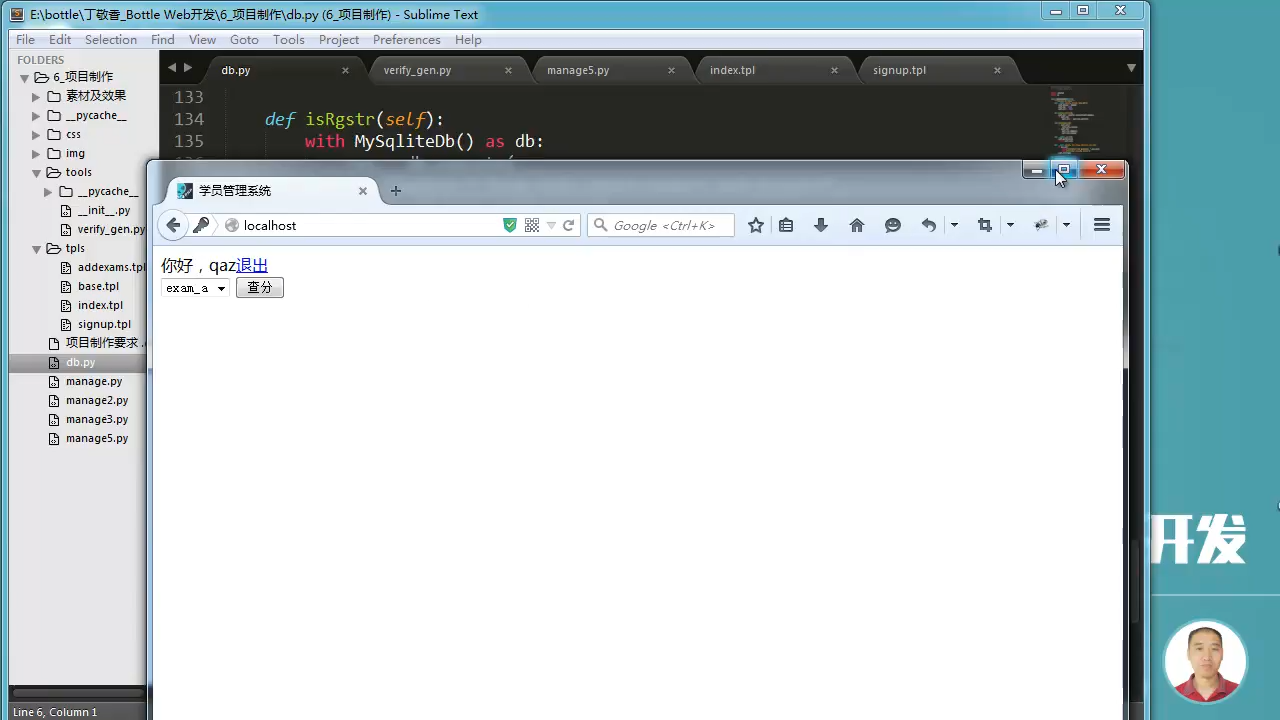 E:\bottle\丁敬香_Bottle Web开发\6_项目制作\db.py (6_项目制作) - Sublime Text
File Edit Selection Find View Goto Tools Project Preferences Help
FOLDERS
6_项目制作
素材及效果
__pycache__
css
img
tools
__pycache__
__init__.py
verify_gen.py
tpls
addexams.tpl
base.tpl
index.tpl
signup.tpl
项目制作要求
db.py
manage.py
manage2.py
manage3.py
manage5.py
Line 6, Column 1
db.py verify_gen.py manage5.py index.tpl signup.tpl
133
134 def isRgstr(self):
135 with MySqliteDb() as db:
学员管理系统
localhost
Google <Ctrl+K>
你好，qaz退出
exam_a 查分
开发